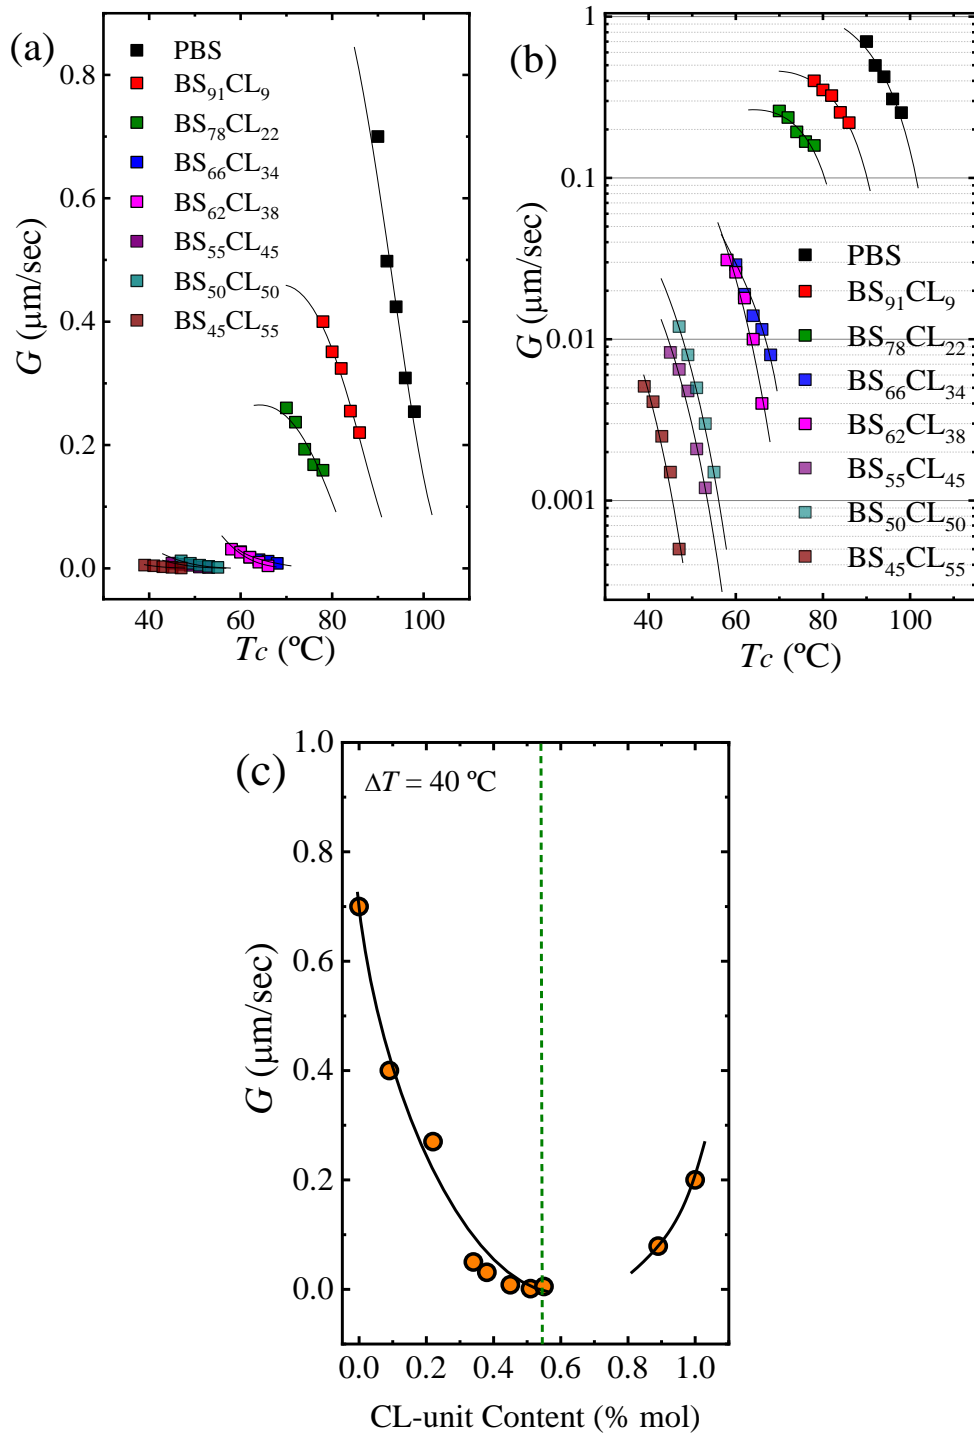 (a)
PBS
BS91CL9
BS78CL22
BS66CL34
BS62CL38
BS55CL45
BS50CL50
BS45CL55
0.8
0.6
0.4
0.2
0.0
G (μm/sec)
40 60 80 100
Tc (ºC)
(b)
1
0.1
0.01
0.001
G (μm/sec)
PBS
BS91CL9
BS78CL22
BS66CL34
BS62CL38
BS55CL45
BS50CL50
BS45CL55
40 60 80 100
Tc (ºC)
(c)
ΔT = 40 ºC
1.0
0.8
0.6
0.4
0.2
0.0
G (μm/sec)
0.0 0.2 0.4 0.6 0.8 1.0
CL-unit Content (% mol)